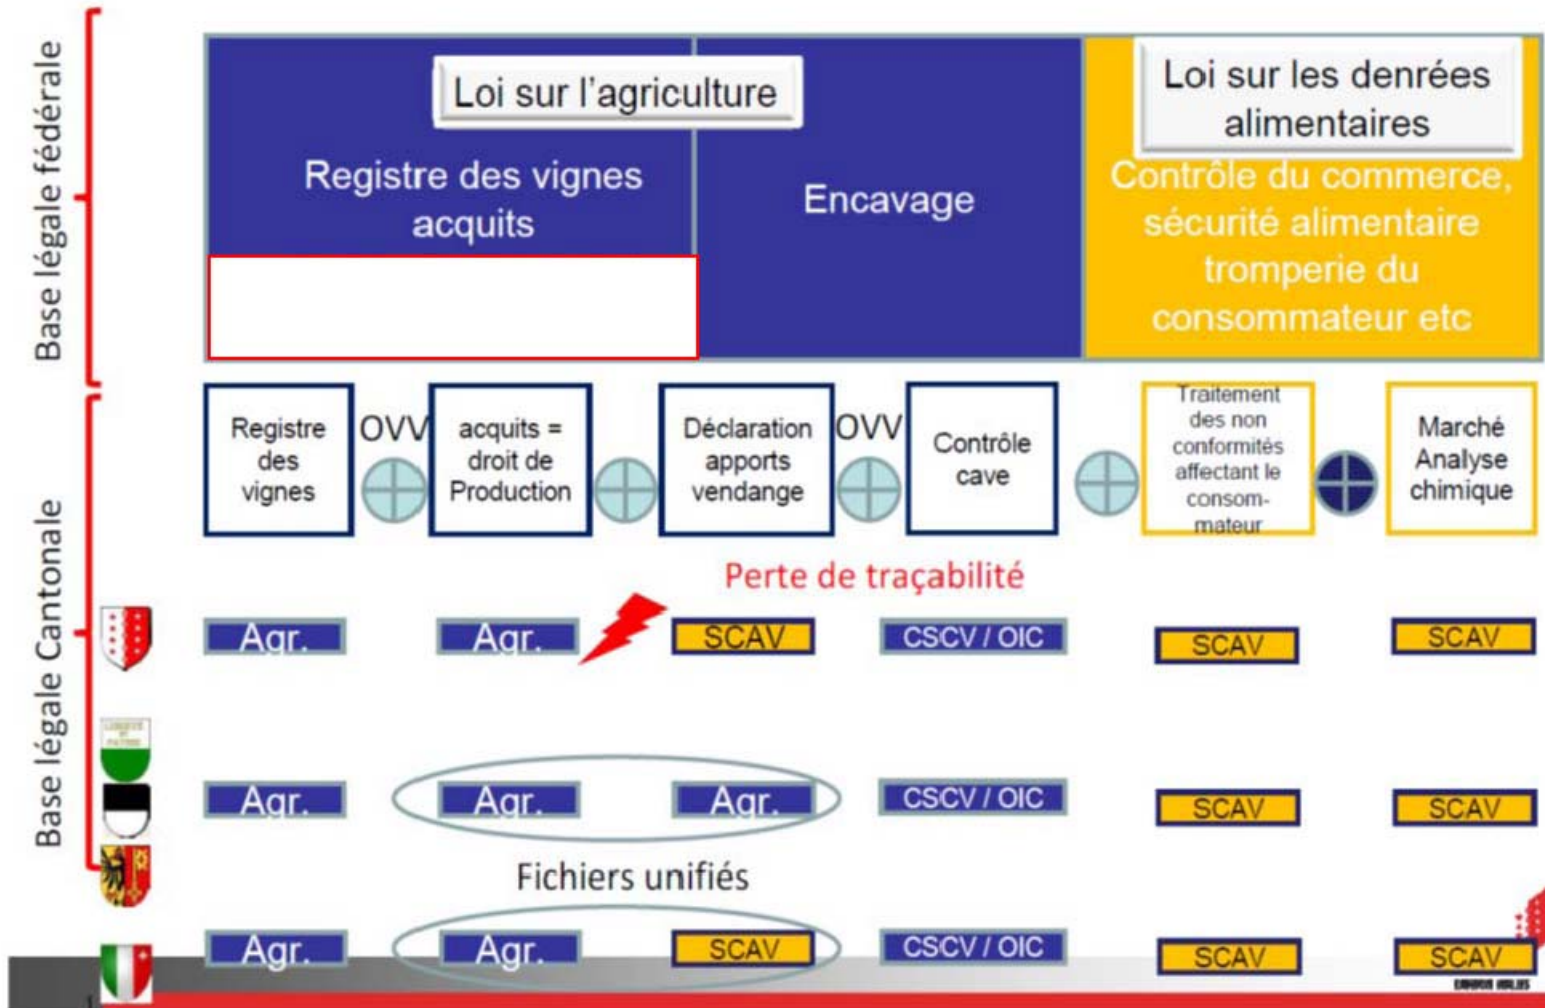 Base légale fédérale
Loi sur l'agriculture
Registre des vignes
acquits
Encavage
Loi sur les denrées
alimentaires
Contrôle du commerce,
sécurité alimentaire
tromperie du
consommateur etc
Base légale Cantonale
Registre
des
vignes
OVV
acquits =
droit de
Production
Déclaration
apports
vendange
OVV
Contrôle
cave
Traitement
des non
conformités
affectant le
consom-
mateur
Marché
Analyse
chimique
Perte de traçabilité
Agr.
Agr.
SCAV
CSCV / OIC
SCAV
SCAV
Agr.
Agr.
Agr.
CSCV / OIC
SCAV
SCAV
Fichiers unifiés
Agr.
Agr.
SCAV
CSCV / OIC
SCAV
SCAV
1